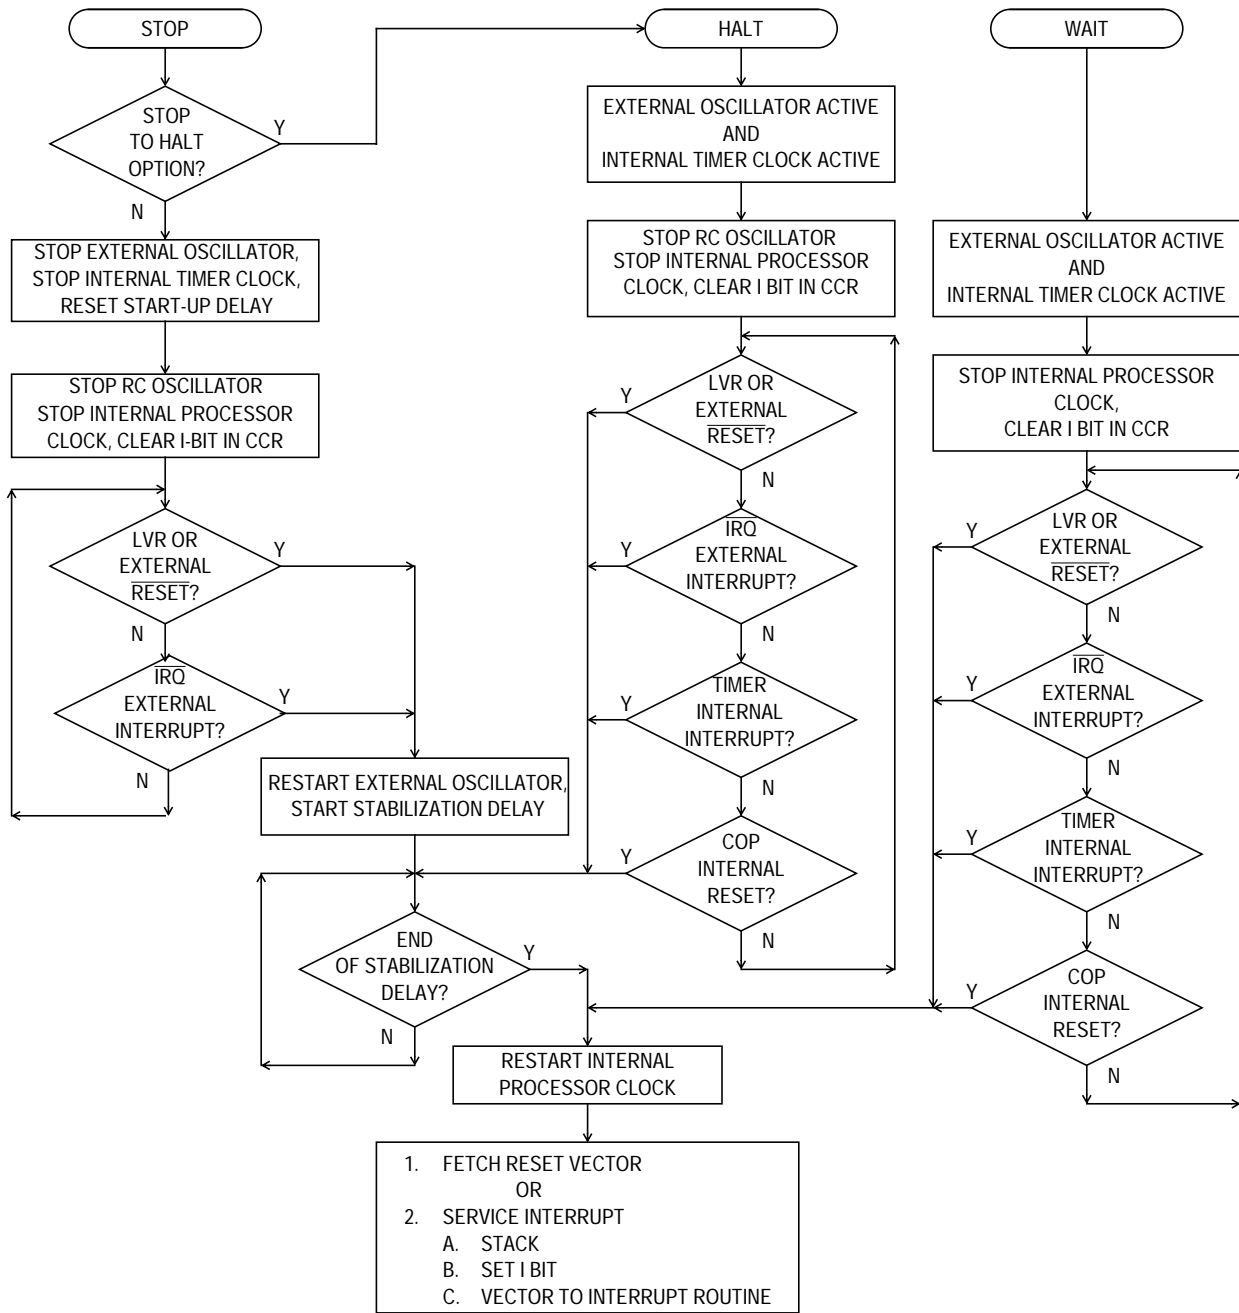 STOP
HALT
WAIT
STOP
TO HALT
OPTION?
Y
N
STOP EXTERNAL OSCILLATOR,
STOP INTERNAL TIMER CLOCK,
RESET START-UP DELAY
STOP RC OSCILLATOR
STOP INTERNAL PROCESSOR
CLOCK, CLEAR I-BIT IN CCR
LVR OR
EXTERNAL
RESET?
Y
N
IRQ
EXTERNAL
INTERRUPT?
Y
N
RESTART EXTERNAL OSCILLATOR,
START STABILIZATION DELAY
END
OF STABILIZATION
DELAY?
Y
N
EXTERNAL OSCILLATOR ACTIVE
AND
INTERNAL TIMER CLOCK ACTIVE
STOP RC OSCILLATOR
STOP INTERNAL PROCESSOR
CLOCK, CLEAR I BIT IN CCR
Y
LVR OR
EXTERNAL
RESET?
N
Y
IRQ
EXTERNAL
INTERRUPT?
N
Y
TIMER
INTERNAL
INTERRUPT?
N
Y
COP
INTERNAL
RESET?
N
EXTERNAL OSCILLATOR ACTIVE
AND
INTERNAL TIMER CLOCK ACTIVE
STOP INTERNAL PROCESSOR
CLOCK,
CLEAR I BIT IN CCR
Y
LVR OR
EXTERNAL
RESET?
N
Y
IRQ
EXTERNAL
INTERRUPT?
N
Y
TIMER
INTERNAL
INTERRUPT?
N
Y
COP
INTERNAL
RESET?
N
RESTART INTERNAL
PROCESSOR CLOCK
1. FETCH RESET VECTOR
OR
2. SERVICE INTERRUPT
A. STACK
B. SET I BIT
C. VECTOR TO INTERRUPT ROUTINE